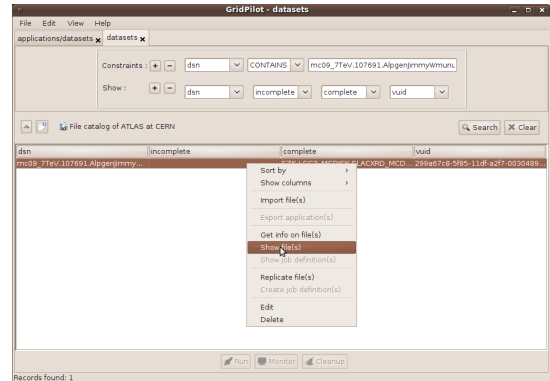 GridPilot - datasets
File Edit View Help
applications/datasets x datasets x
Constraints : + - dsn CONTAINS mc09_7TeV.107691.AlpgenJimmyWmunu
Show : + - dsn incomplete complete vuid
File catalog of ATLAS at CERN Search Clear
dsn incomplete complete vuid
mc09_7TeV.107691.AlpgenJimmy... 299a67c8-5f85-11df-a2f7-0030489...
Sort by
Show columns
Import file(s)
Export application(s)
Get info on file(s)
Show file(s)
Show job definition(s)
Replicate file(s)
Create job definition(s)
Edit
Delete
Run Monitor Cleanup
Records found: 1